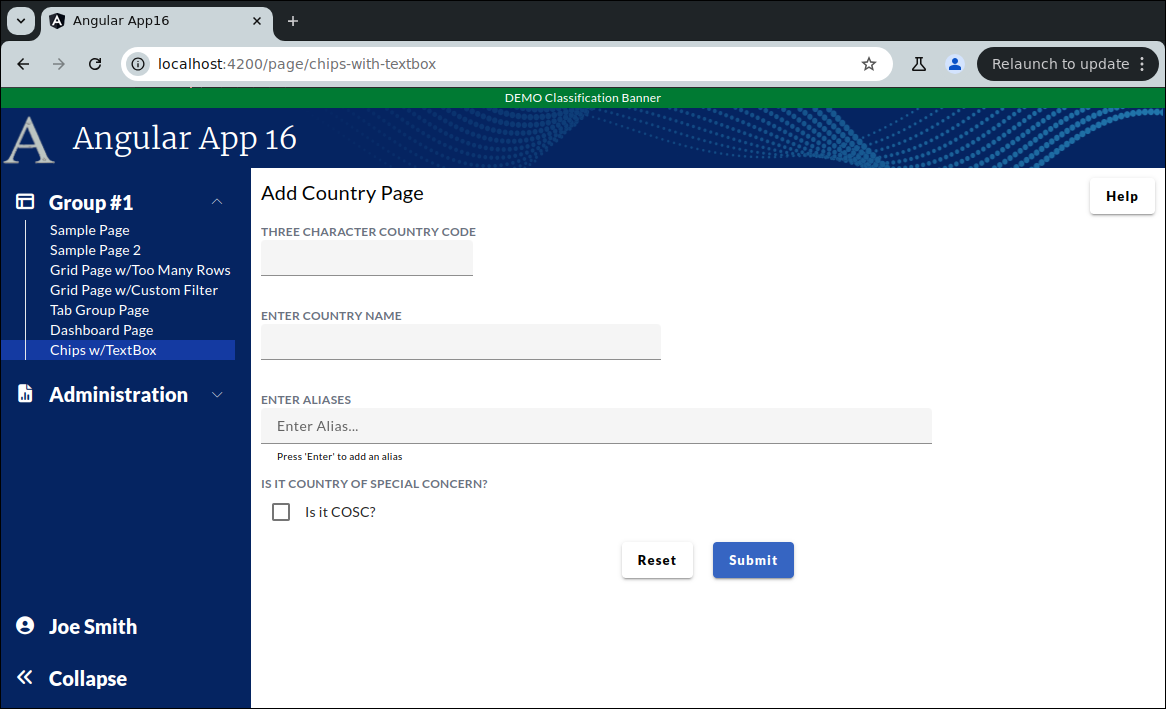 Angular App16
localhost:4200/page/chips-with-textbox
Relaunch to update
DEMO Classification Banner
A Angular App 16
Group #1
Sample Page
Sample Page 2
Grid Page w/Too Many Rows
Grid Page w/Custom Filter
Tab Group Page
Dashboard Page
Chips w/TextBox
Administration
Joe Smith
Collapse
Add Country Page
Help
THREE CHARACTER COUNTRY CODE
ENTER COUNTRY NAME
ENTER ALIASES
Enter Alias...
Press 'Enter' to add an alias
IS IT COUNTRY OF SPECIAL CONCERN?
Is it COSC?
Reset
Submit